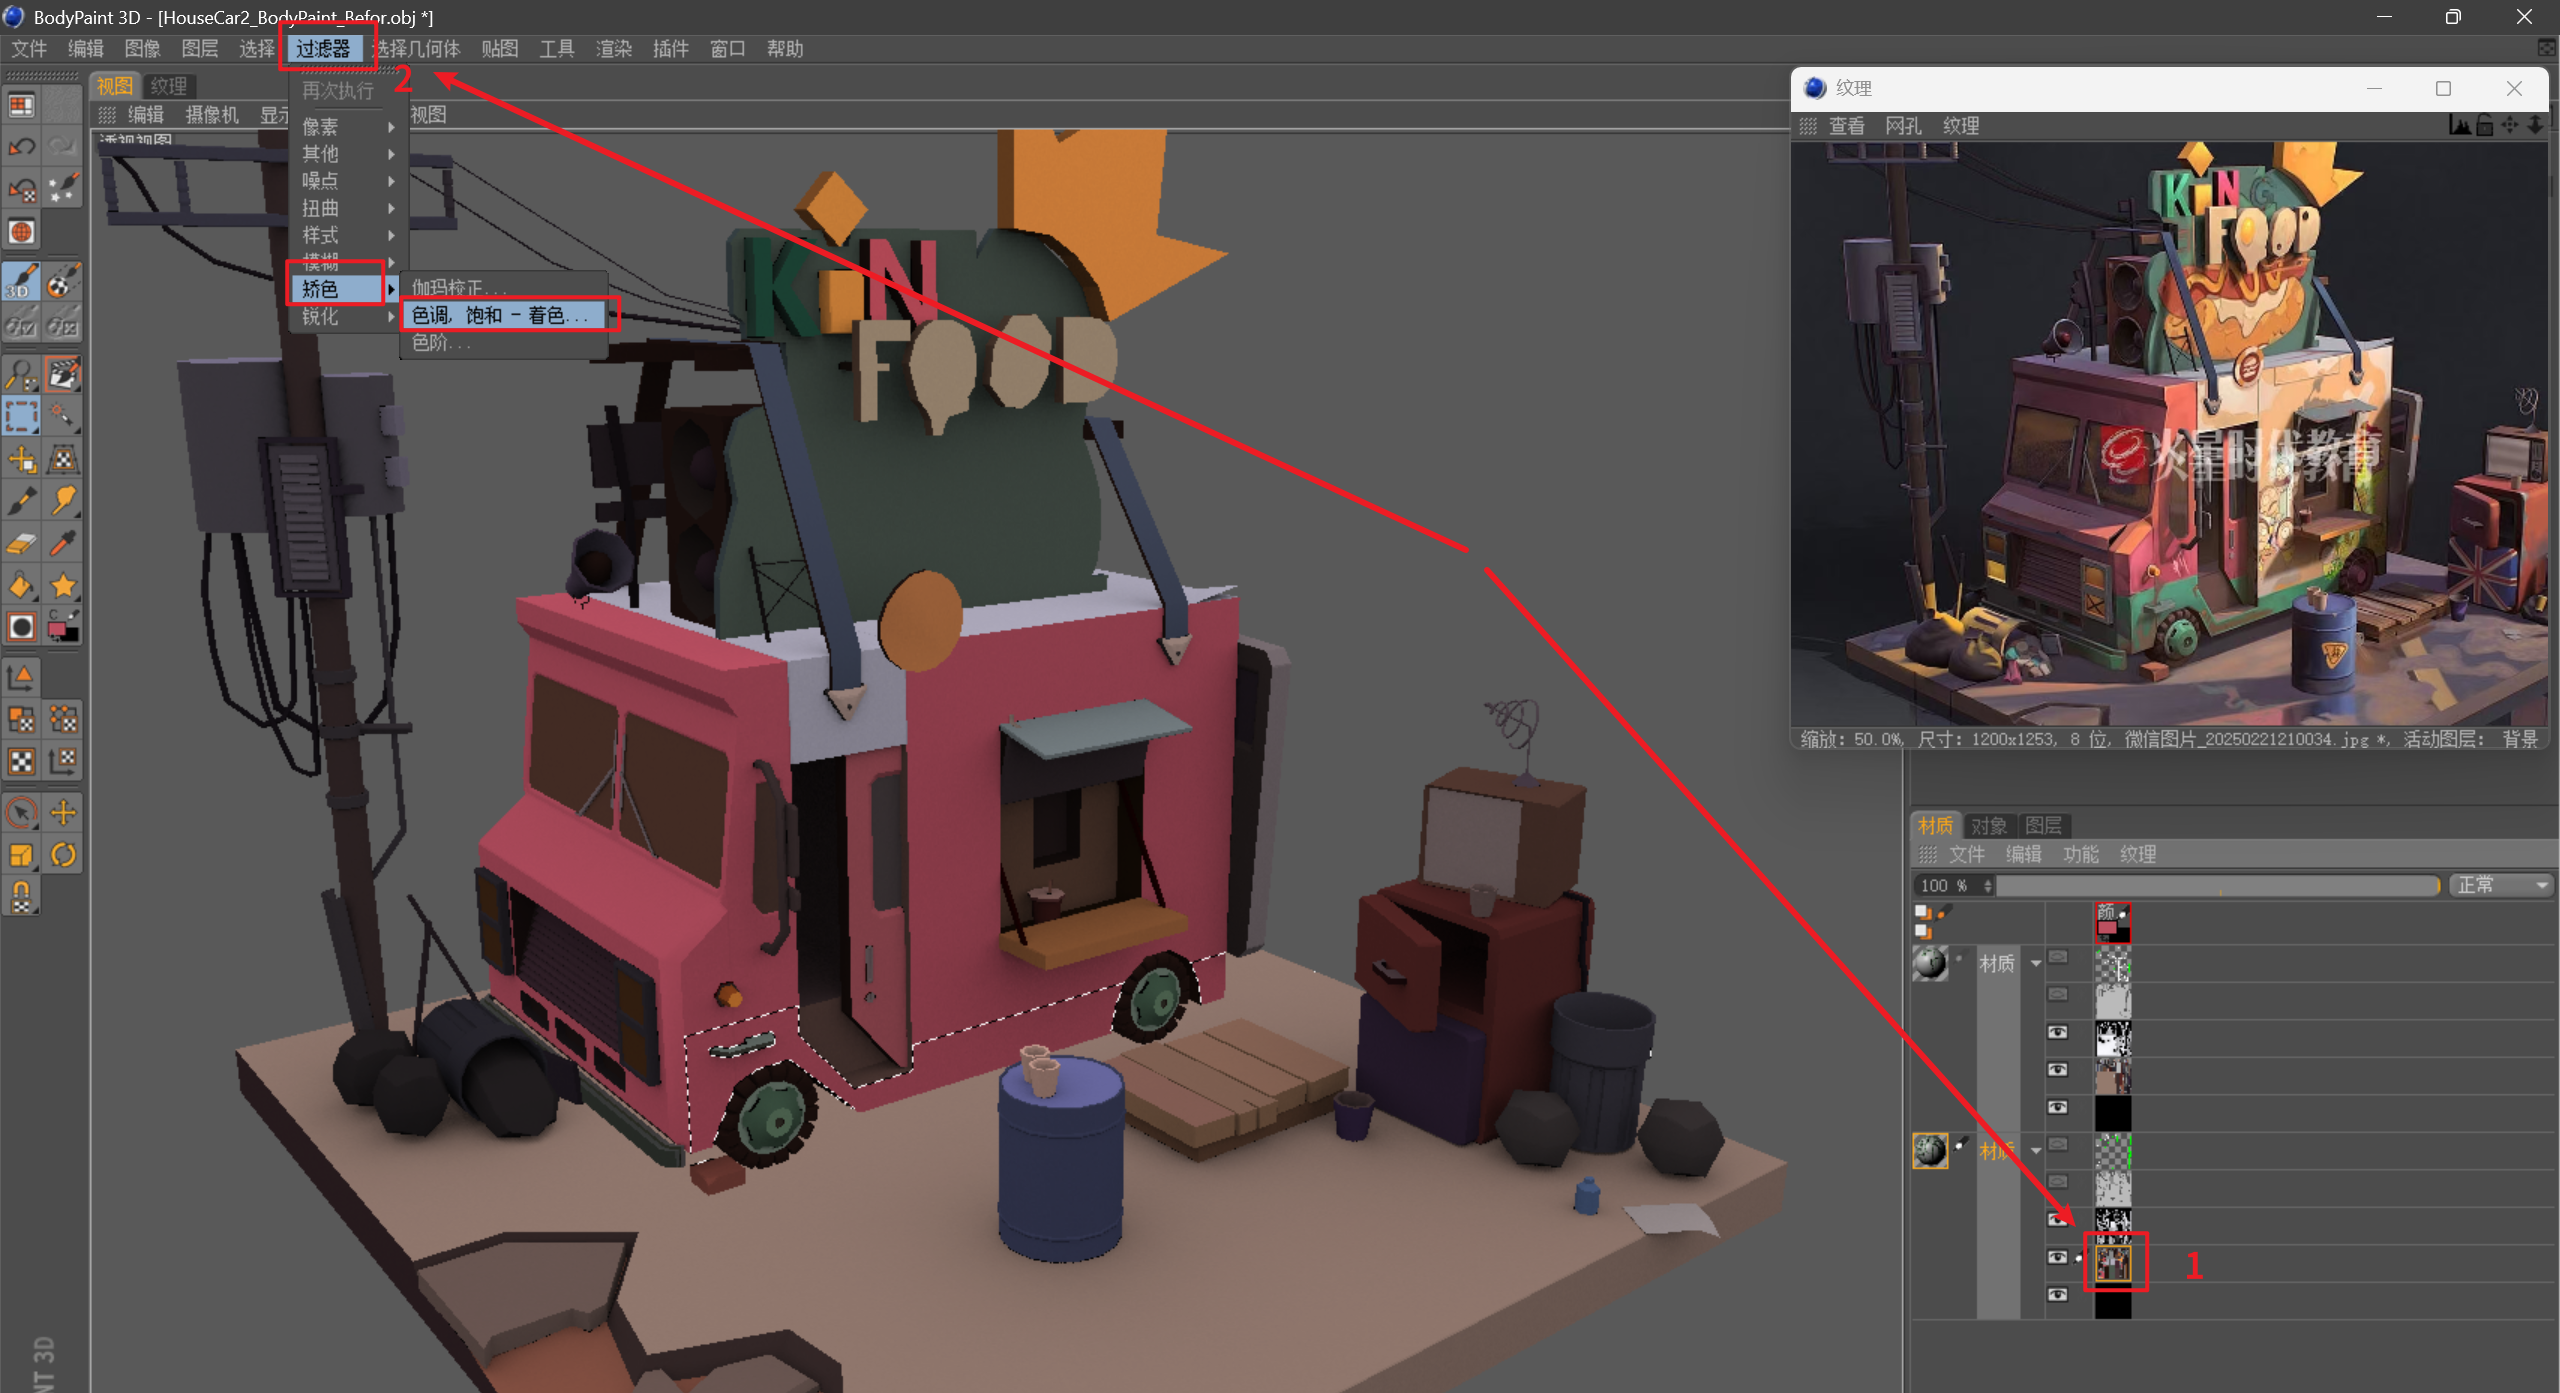 BodyPaint 3D - [HouseCar2_BodyPaint_Befor.obj *]
文件 编辑 图像 图层 选择 过滤器 选择几何体 贴图 工具 渲染 插件 窗口 帮助
2
视图 纹理
编辑 摄像机 显示 视图
透视视图
再次执行
像素
其他
噪点
扭曲
样式
模糊
矫色
锐化
伽玛校正...
色调, 饱和 - 着色...
色阶...
KiN
FOOD
3D
NT 3D
纹理
查看 网孔 纹理
KiNG
FOOD
火星时代教育
缩放: 50.0%, 尺寸: 1200x1253, 8 位, 微信图片_20250221210034.jpg *, 活动图层: 背景
材质 对象 图层
文件 编辑 功能 纹理
100 % 正常
颜
材质
材质
1